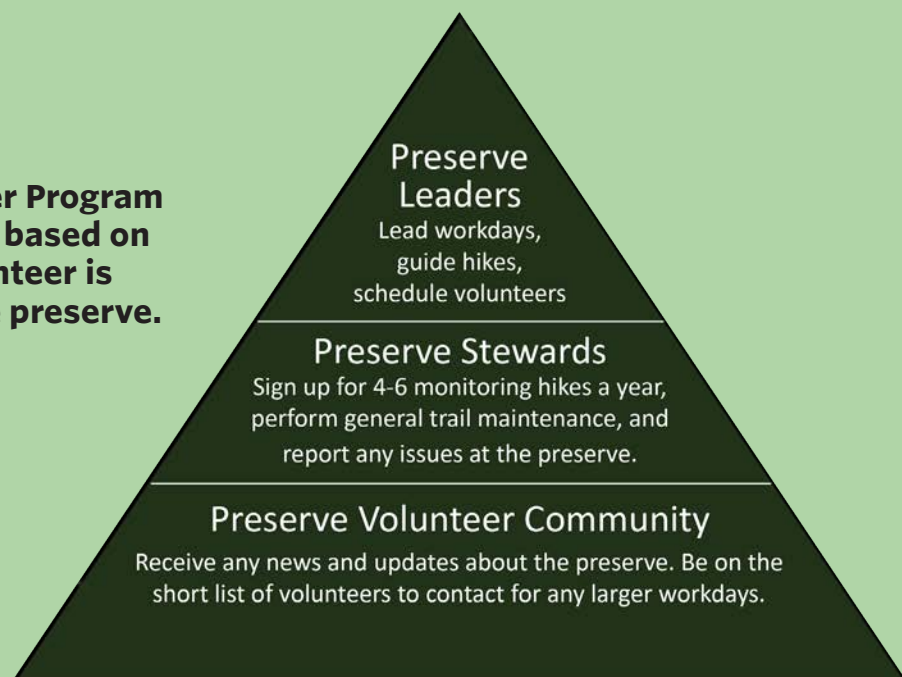 er Program
based on
nteer is
preserve.
Preserve
Leaders
Lead workdays,
guide hikes,
schedule volunteers
Preserve Stewards
Sign up for 4-6 monitoring hikes a year,
perform general trail maintenance, and
report any issues at the preserve.
Preserve Volunteer Community
Receive any news and updates about the preserve. Be on the
short list of volunteers to contact for any larger workdays.